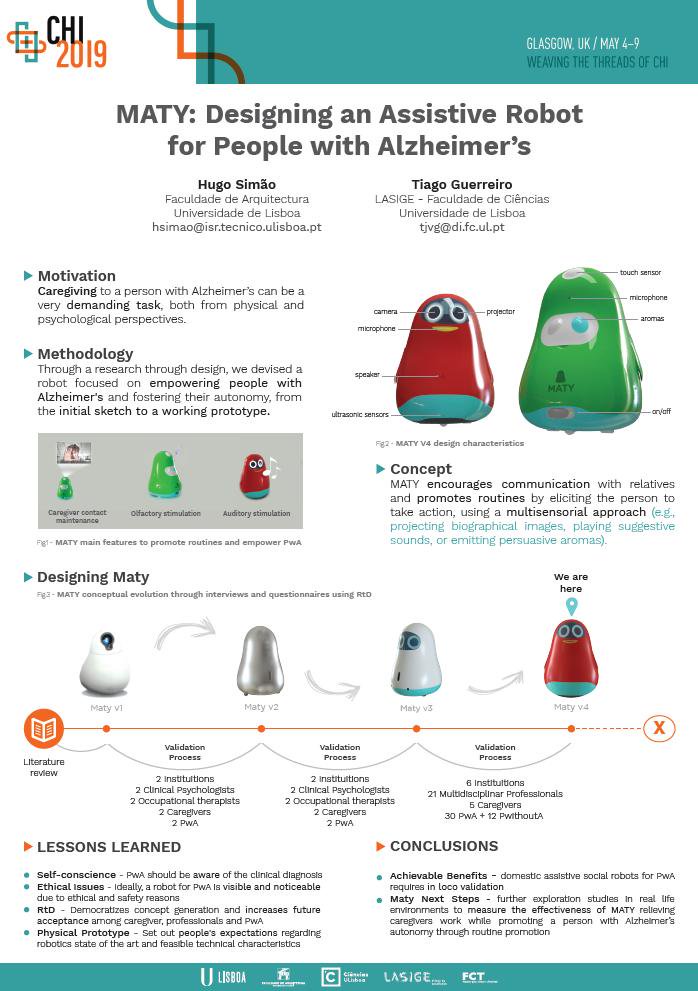 CHI
2019
GLASGOW, UK / MAY 4–9
WEAVING THE THREADS OF CHI
MATY: Designing an Assistive Robot
for People with Alzheimer’s
Hugo Simão
Faculdade de Arquitectura
Universidade de Lisboa
hsimao@isr.tecnico.ulisboa.pt
Tiago Guerreiro
LASIGE - Faculdade de Ciências
Universidade de Lisboa
tjvg@di.fc.ul.pt
Motivation
Caregiving to a person with Alzheimer’s can be a
very demanding task, both from physical and
psychological perspectives.
Methodology
Through a research through design, we devised a
robot focused on empowering people with
Alzheimer's and fostering their autonomy, from
the initial sketch to a working prototype.
Caregiver contact
maintenance
Olfactory stimulation
Auditory stimulation
Fig1 - MATY main features to promote routines and empower PwA
camera
projector
microphone
speaker
ultrasonic sensors
touch sensor
microphone
aromas
MATY
on/off
Fig2 - MATY V4 design characteristics
Concept
MATY encourages communication with relatives
and promotes routines by eliciting the person to
take action, using a multisensorial approach (e.g.,
projecting biographical images, playing suggestive
sounds, or emitting persuasive aromas).
Designing Maty
Fig3 - MATY conceptual evolution through interviews and questionnaires using RtD
We are
here
Maty v1
Maty v2
Maty v3
Maty v4
X
Literature
review
Validation
Process
2 Instituitions
2 Clinical Psychologists
2 Occupational therapists
2 Caregivers
2 PwA
Validation
Process
2 Instituitions
2 Clinical Psychologists
2 Occupational therapists
2 Caregivers
2 PwA
Validation
Process
6 Instituitions
21 Multidisciplinar Professionals
5 Caregivers
30 PwA + 12 PwithoutA
LESSONS LEARNED
Self-conscience - PwA should be aware of the clinical diagnosis
Ethical Issues - Ideally, a robot for PwA is visible and noticeable
due to ethical and safety reasons
RtD - Democratizes concept generation and increases future
acceptance among caregiver, professionals and PwA
Physical Prototype - Set out people's expectations regarding
robotics state of the art and feasible technical characteristics
CONCLUSIONS
Achievable Benefits - domestic assistive social robots for PwA
requires in loco validation
Maty Next Steps - further exploration studies in real life
environments to measure the effectiveness of MATY relieving
caregivers work while promoting a person with Alzheimer's
autonomy through routine promotion
LISBOA
Ciências
ULisboa
LASIGE
FCT